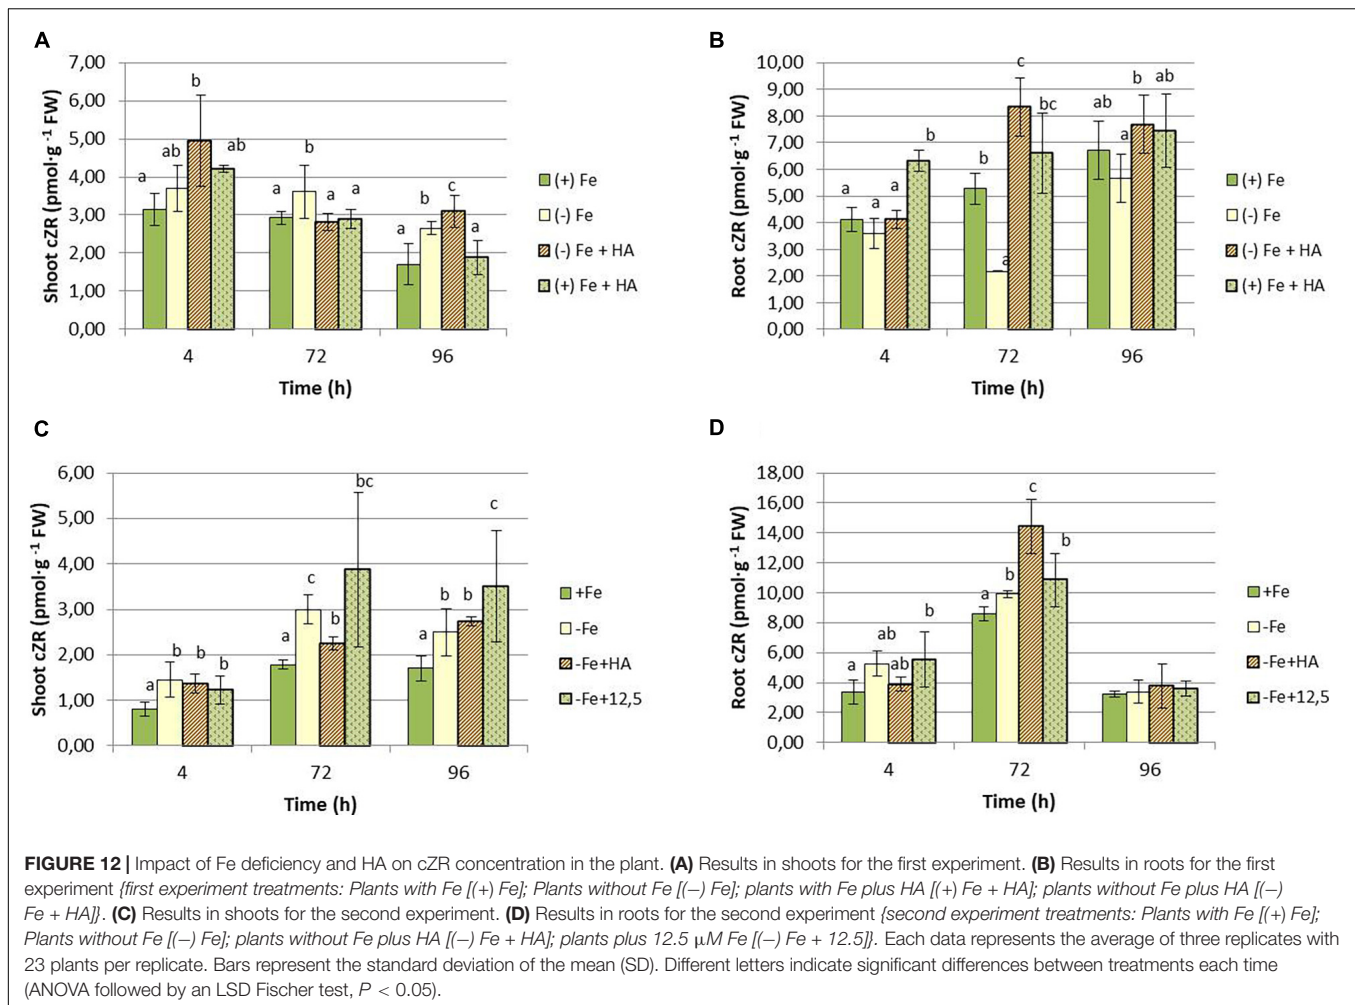 A
Shoot cZR (pmol·g⁻¹ FW)
7,00
6,00
5,00
4,00
3,00
2,00
1,00
0,00
a
ab
b
ab
a
b
a
a
a
b
c
a
4
72
96
Time (h)
(+) Fe
(-) Fe
(-) Fe + HA
(+) Fe + HA
B
Root cZR (pmol·g⁻¹ FW)
10,00
9,00
8,00
7,00
6,00
5,00
4,00
3,00
2,00
1,00
0,00
a
a
a
b
b
a
c
bc
ab
a
b
ab
4
72
96
Time (h)
(+) Fe
(-) Fe
(-) Fe + HA
(+) Fe + HA
C
Shoot cZR (pmol·g⁻¹ FW)
6,00
5,00
4,00
3,00
2,00
1,00
0,00
a
b
b
b
a
c
b
bc
a
b
b
c
4
72
96
Time (h)
+Fe
-Fe
-Fe+HA
-Fe+12,5
D
Root cZR (pmol·g⁻¹ FW)
18,00
16,00
14,00
12,00
10,00
8,00
6,00
4,00
2,00
0,00
a
ab
ab
b
a
b
c
b
4
72
96
Time (h)
+Fe
-Fe
-Fe+HA
-Fe+12,5
FIGURE 12 | Impact of Fe deficiency and HA on cZR concentration in the plant. (A) Results in shoots for the first experiment. (B) Results in roots for the first
experiment {first experiment treatments: Plants with Fe [(+) Fe]; Plants without Fe [(−) Fe]; plants with Fe plus HA [(+) Fe + HA]; plants without Fe plus HA [(−)
Fe + HA]}. (C) Results in shoots for the second experiment. (D) Results in roots for the second experiment {second experiment treatments: Plants with Fe [(+) Fe];
Plants without Fe [(−) Fe]; plants without Fe plus HA [(−) Fe + HA]; plants plus 12.5 μM Fe [(−) Fe + 12.5]}. Each data represents the average of three replicates with
23 plants per replicate. Bars represent the standard deviation of the mean (SD). Different letters indicate significant differences between treatments each time
(ANOVA followed by an LSD Fischer test, P < 0.05).